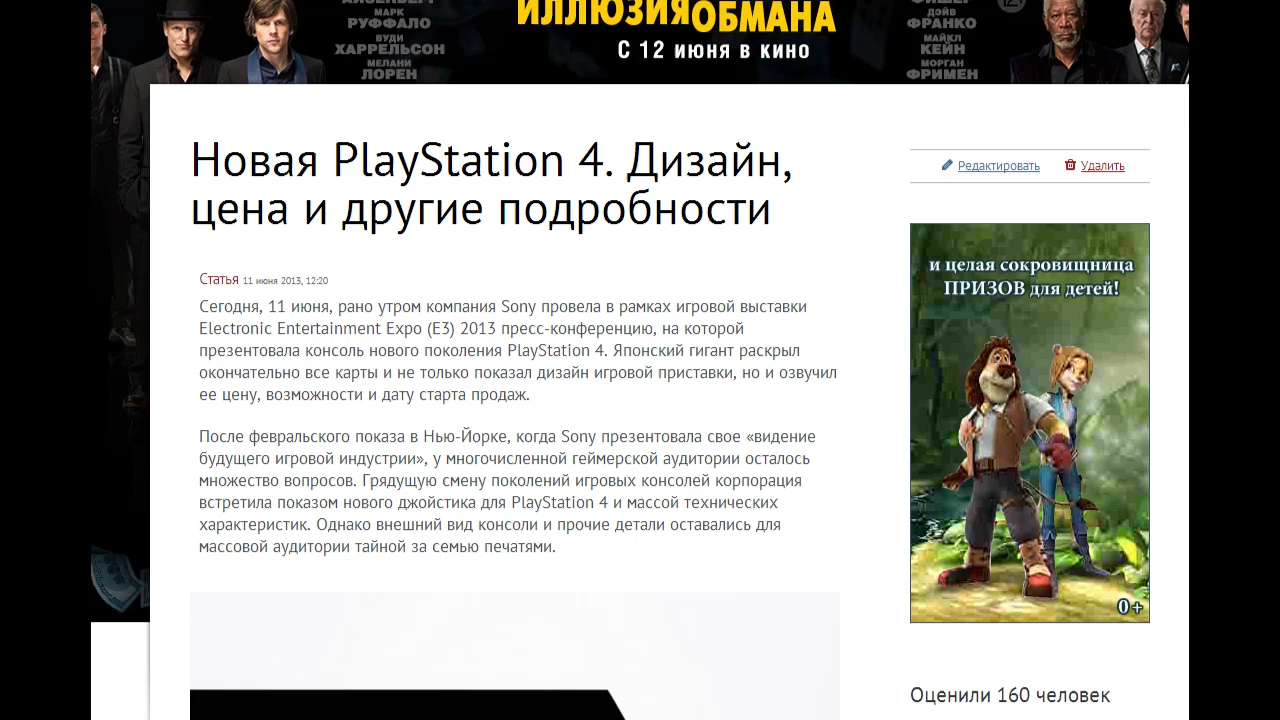 МАРК
РУФФАЛО
ВУДИ
ХАРРЕЛЬСОН
МЕЛАНИ
ЛОРЕН
ИЛЛЮЗИЯ ОБМАНА
С 12 июня в кино
ФИШЕР
ДЭЙВ
ФРАНКО
МАЙКЛ
КЕЙН
МОРГАН
ФРИМЕН
Новая PlayStation 4. Дизайн,
цена и другие подробности
Статья 11 июня 2013, 12:20
Сегодня, 11 июня, рано утром компания Sony провела в рамках игровой выставки
Electronic Entertainment Expo (E3) 2013 пресс-конференцию, на которой
презентовала консоль нового поколения PlayStation 4. Японский гигант раскрыл
окончательно все карты и не только показал дизайн игровой приставки, но и озвучил
ее цену, возможности и дату старта продаж.
После февральского показа в Нью-Йорке, когда Sony презентовала свое «видение
будущего игровой индустрии», у многочисленной геймерской аудитории осталось
множество вопросов. Грядущую смену поколений игровых консолей корпорация
встретила показом нового джойстика для PlayStation 4 и массой технических
характеристик. Однако внешний вид консоли и прочие детали оставались для
массовой аудитории тайной за семью печатями.
Редактировать Удалить
и целая сокровищница
ПРИЗОВ для детей!
0+
Оценили 160 человек